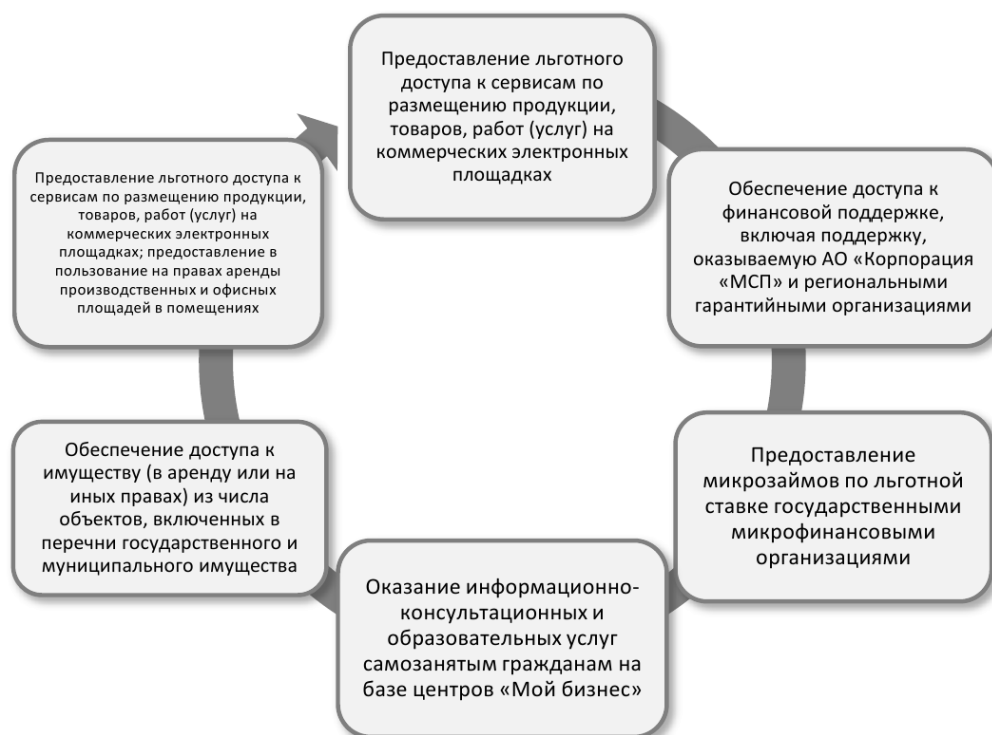 Предоставление льготного
доступа к сервисам по
размещению продукции,
товаров, работ (услуг) на
коммерческих электронных
площадках
Обеспечение доступа к
финансовой поддержке,
включая поддержку,
оказываемую АО «Корпорация
«МСП» и региональными
гарантийными организациями
Предоставление
микрозаймов по льготной
ставке государственными
микрофинансовыми
организациями
Оказание информационно-
консультационных и
образовательных услуг
самозанятым гражданам на
базе центров «Мой бизнес»
Обеспечение доступа к
имуществу (в аренду или на
иных правах) из числа
объектов, включенных в
перечни государственного и
муниципального имущества
Предоставление льготного доступа к
сервисам по размещению продукции,
товаров, работ (услуг) на
коммерческих электронных
площадках; предоставление в
пользование на правах аренды
производственных и офисных
площадей в помещениях